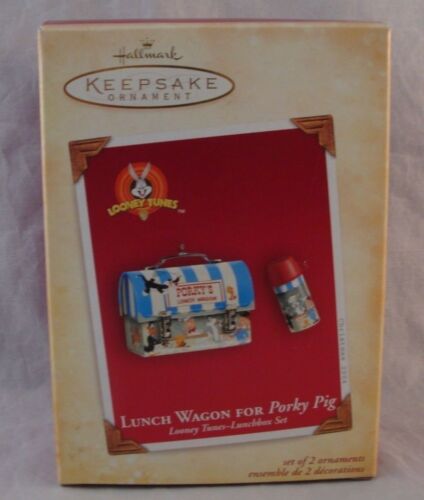 Hallmark
KEEPSAKE
ORNAMENT
LOONEY TUNES
PORKY'S
LUNCH WAGON
LUNCH WAGON FOR Porky Pig
Looney Tunes–Lunchbox Set
set of 2 ornaments
ensemble de 2 décorations